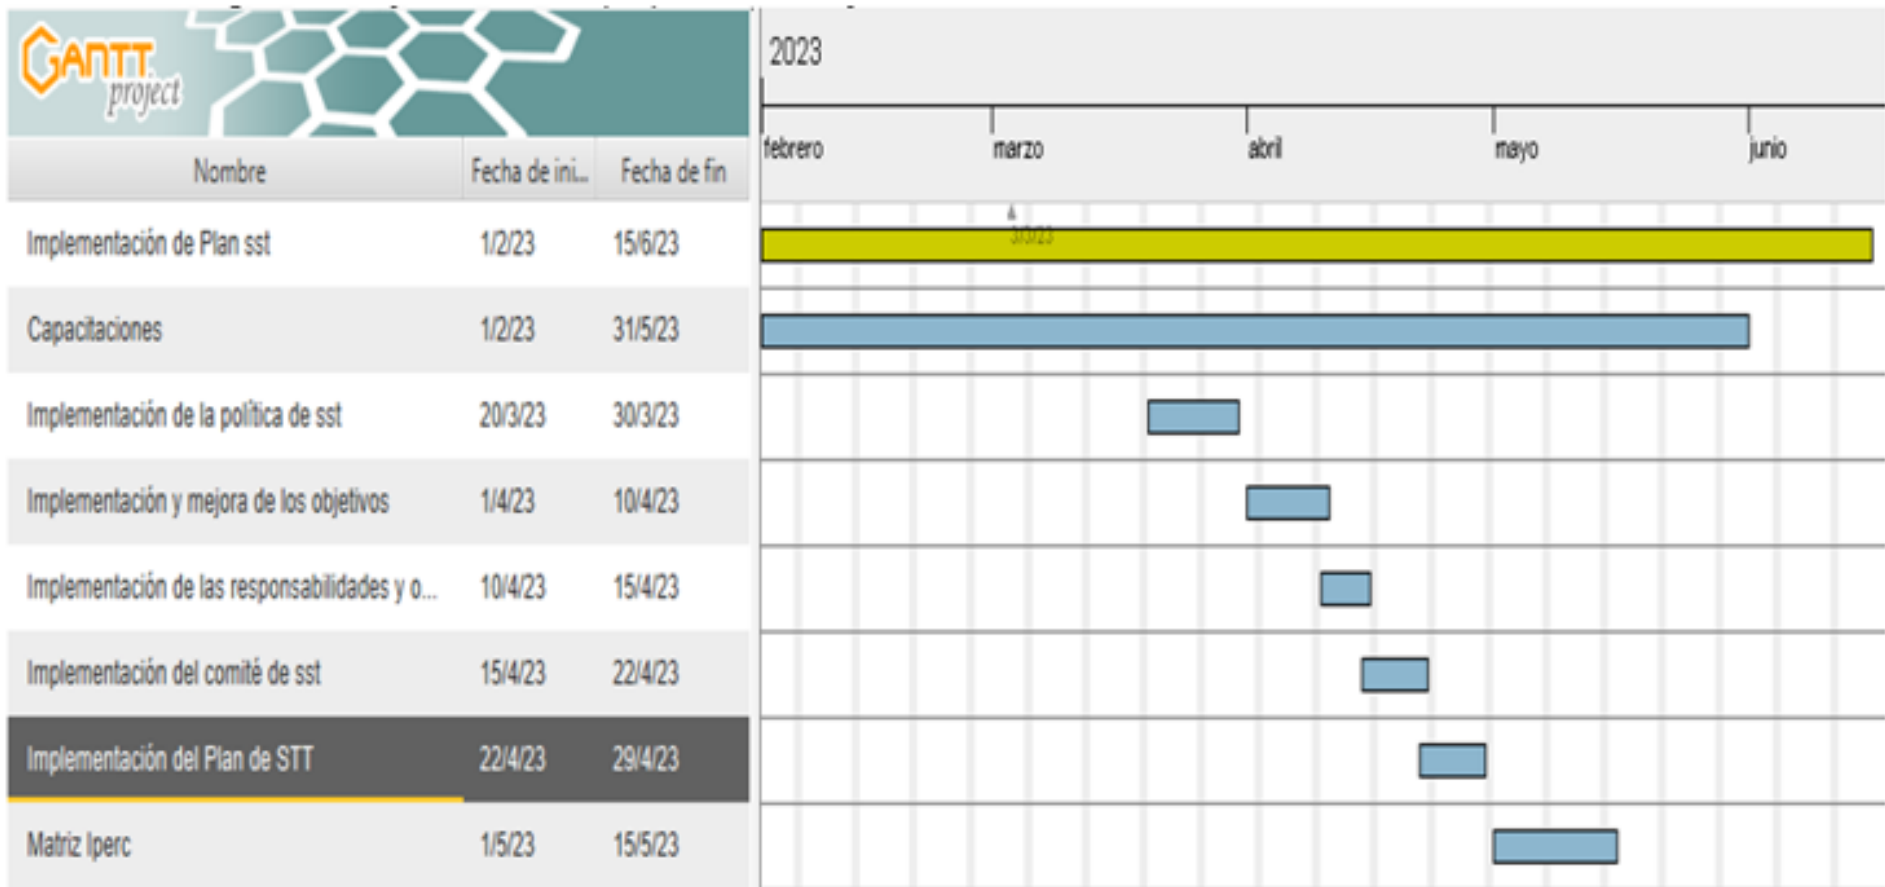 GANTT
project
2023
febrero marzo abril mayo junio
Nombre Fecha de ini... Fecha de fin
3/3/23
Implementación de Plan sst 1/2/23 15/6/23
Capacitaciones 1/2/23 31/5/23
Implementación de la política de sst 20/3/23 30/3/23
Implementación y mejora de los objetivos 1/4/23 10/4/23
Implementación de las responsabilidades y o... 10/4/23 15/4/23
Implementación del comité de sst 15/4/23 22/4/23
Implementación del Plan de STT 22/4/23 29/4/23
Matriz Iperc 1/5/23 15/5/23